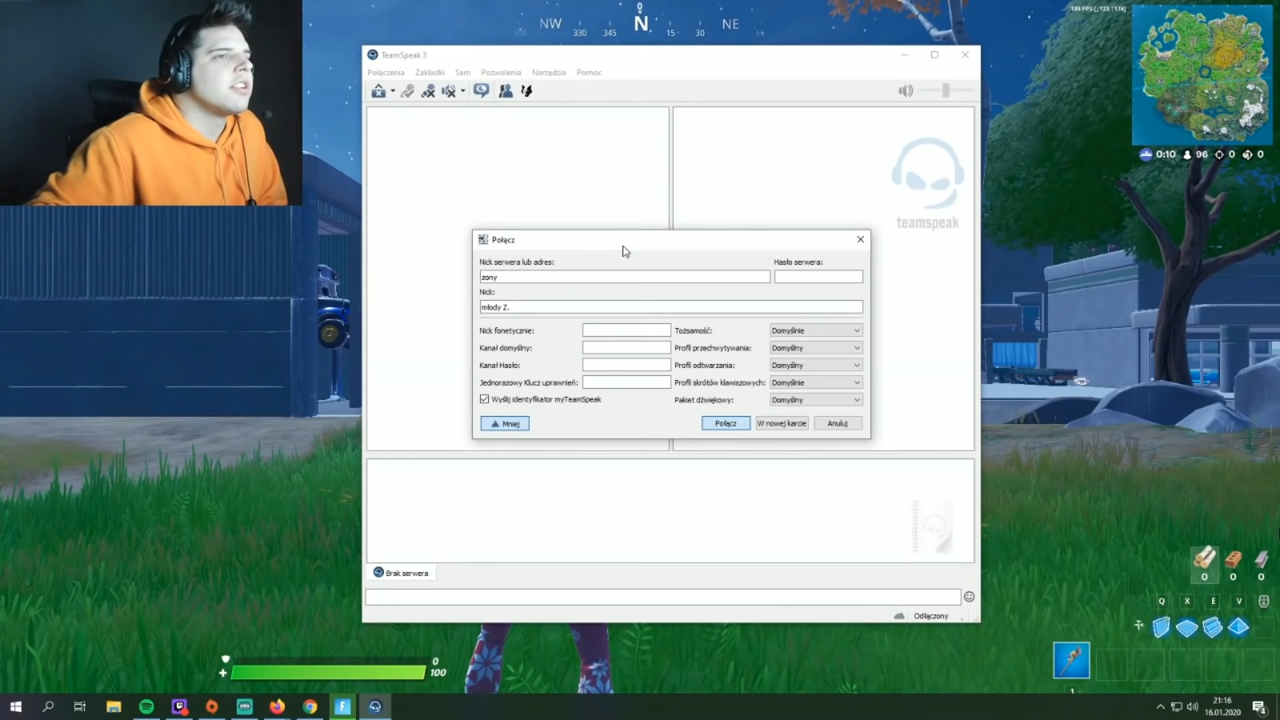 NW
N
NE
330
345
15
30
TeamSpeak 3
Połączenia Zakładki Sam Pozwolenia Narzędzia Pomoc
teamspeak
0:10 96 0 0
Połącz
Nick serwera lub adres: Hasło serwera:
zony
Nick:
młody Z.
Nick fonetycznie: Tożsamość: Domyślnie
Kanał domyślny: Profil przechwytywania: Domyślny
Kanał Hasło: Profil odtwarzania: Domyślny
Jednorazowy Klucz uprawnień: Profil skrótów klawiszowych: Domyślnie
Wyślij identyfikator myTeamSpeak Pakiet dźwiękowy: Domyślny
Mniej Połącz W nowej karcie Anuluj
Brak serwera
Odłączony
0 0 0
Q X E V
0
100
1
21:16
16.01.2020
4